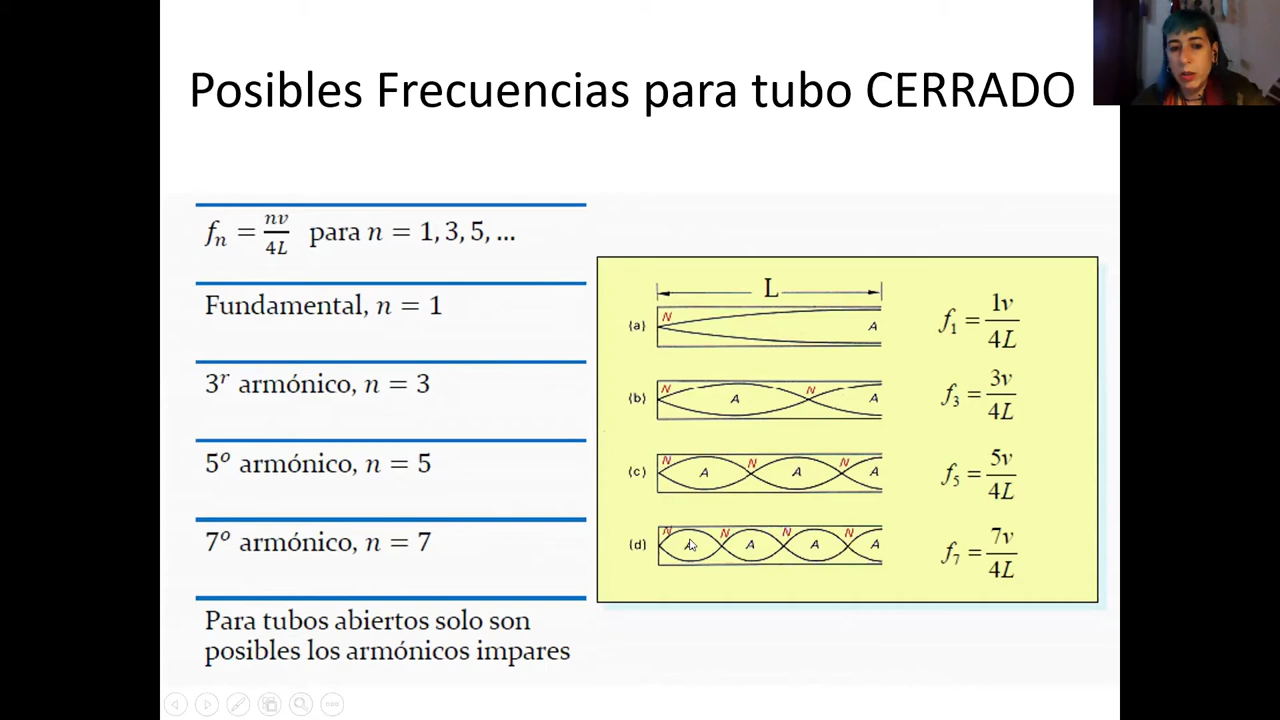 Posibles Frecuencias para tubo CERRADO
fₙ = nv/4L para n = 1, 3, 5, ...
Fundamental, n = 1
3ʳ armónico, n = 3
5º armónico, n = 5
7º armónico, n = 7
Para tubos abiertos solo son
posibles los armónicos impares
L
(a) N A f₁ = 1v/4L
(b) N A N A f₃ = 3v/4L
(c) N A N A N A f₅ = 5v/4L
(d) N A N A N A N A f₇ = 7v/4L